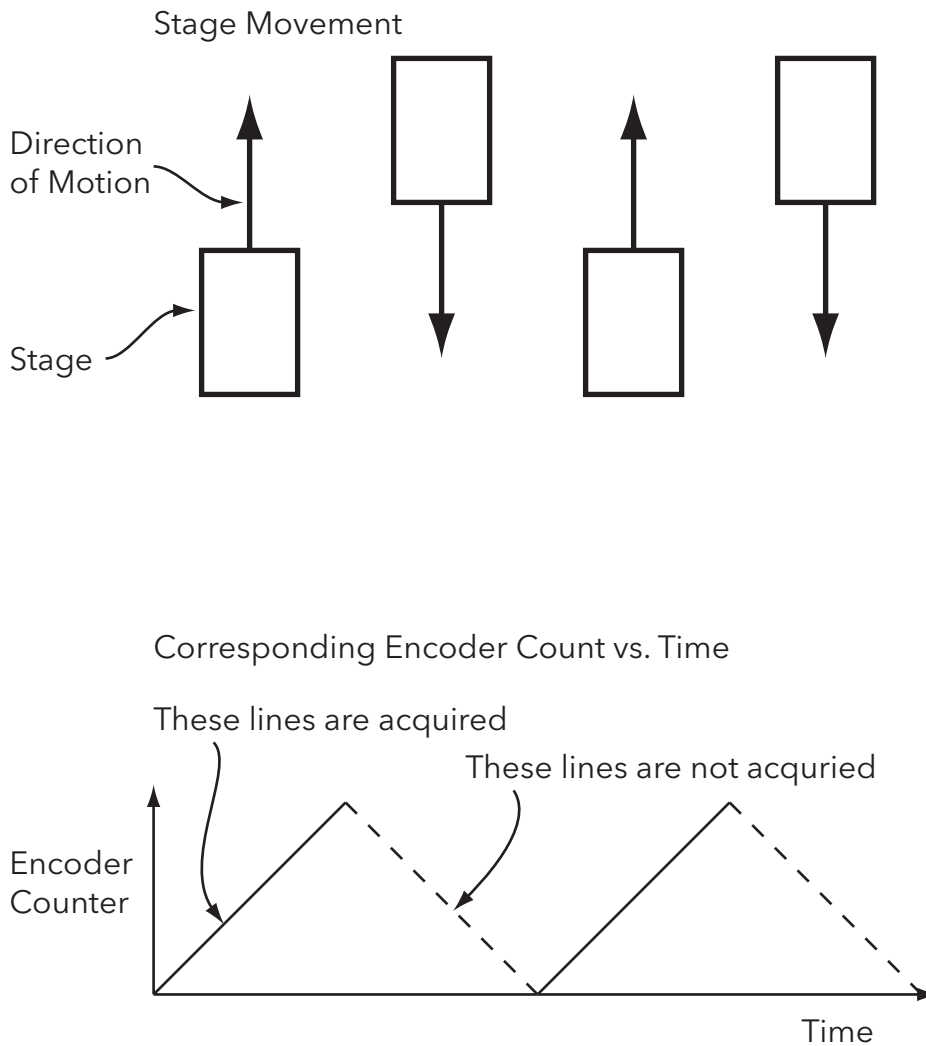 Stage Movement
Direction
of Motion
Stage
Corresponding Encoder Count vs. Time
These lines are acquired
These lines are not acquried
Encoder
Counter
Time